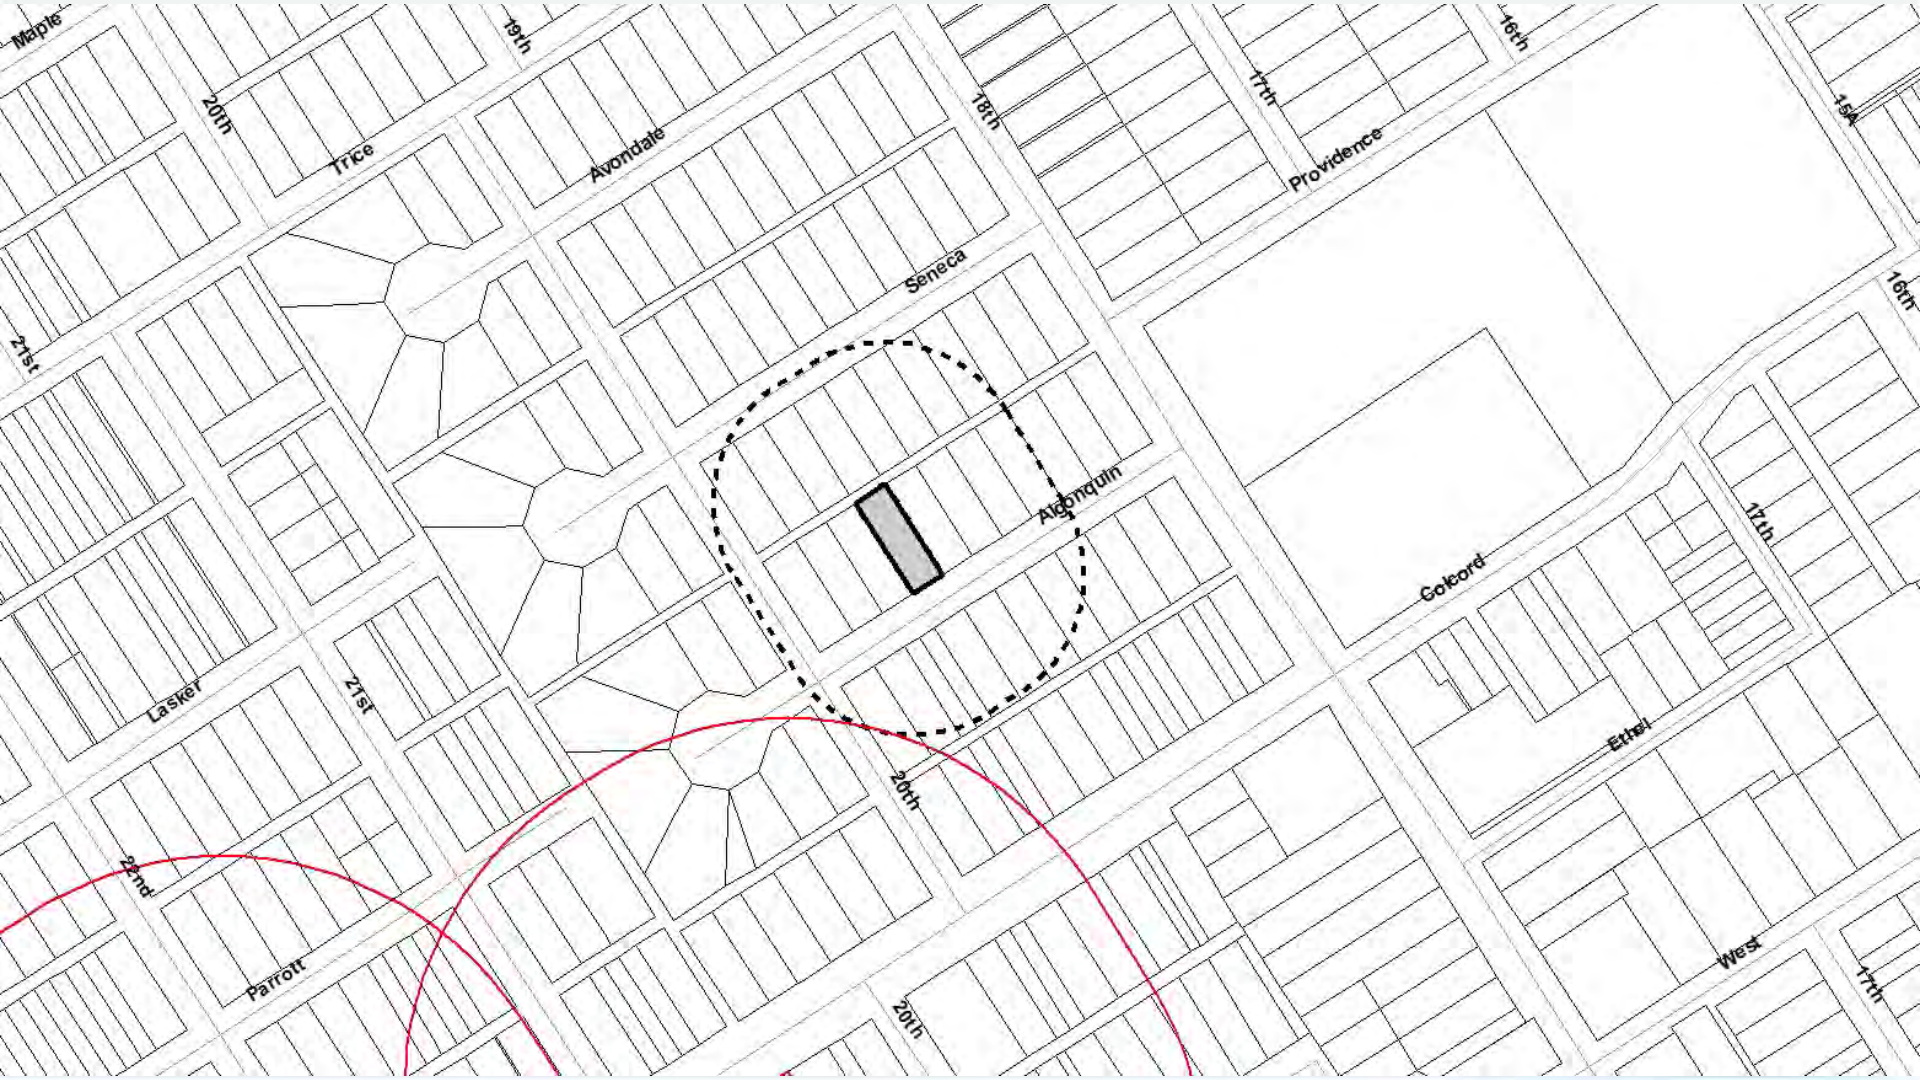 Maple
19th
16th
20th
18th
17th
15A
Trice
Avondale
Providence
Seneca
16th
21st
Algonquin
17th
Colcord
Lasker
21st
Ethel
20th
22nd
West
Parrott
17th
20th